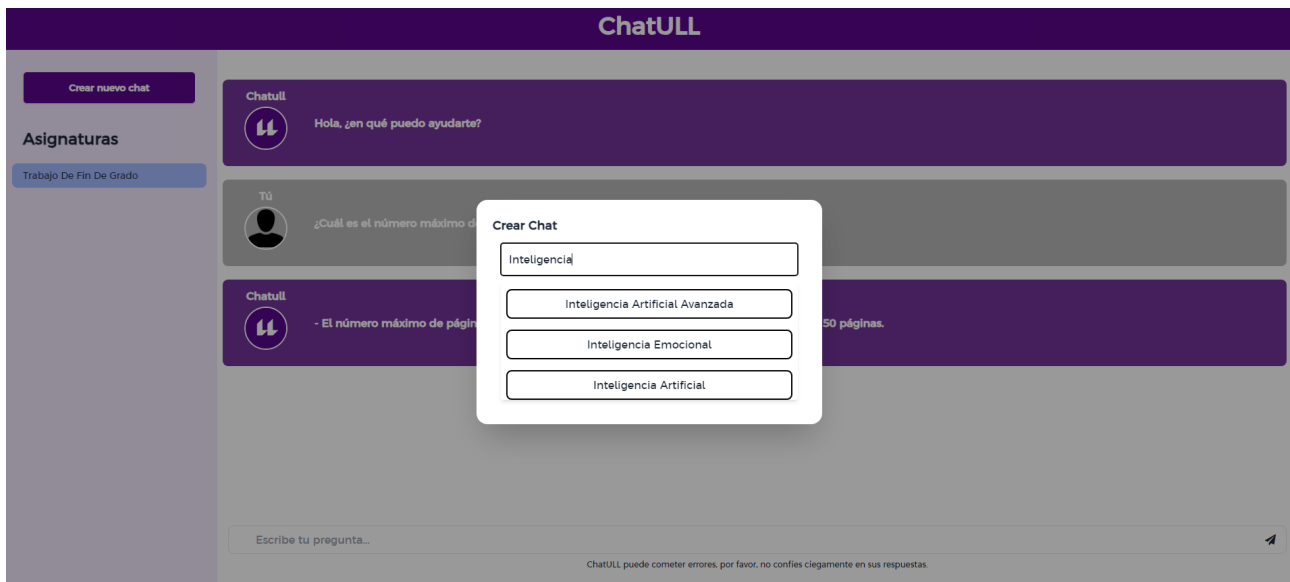 ChatULL
Crear nuevo chat
Asignaturas
Trabajo De Fin De Grado
Chatull
Hola, ¿en qué puedo ayudarte?
Tú
¿Cuál es el número máximo d
Chatull
- El número máximo de págin
50 páginas.
Crear Chat
Inteligencia
Inteligencia Artificial Avanzada
Inteligencia Emocional
Inteligencia Artificial
Escribe tu pregunta...
ChatULL puede cometer errores, por favor, no confíes ciegamente en sus respuestas.